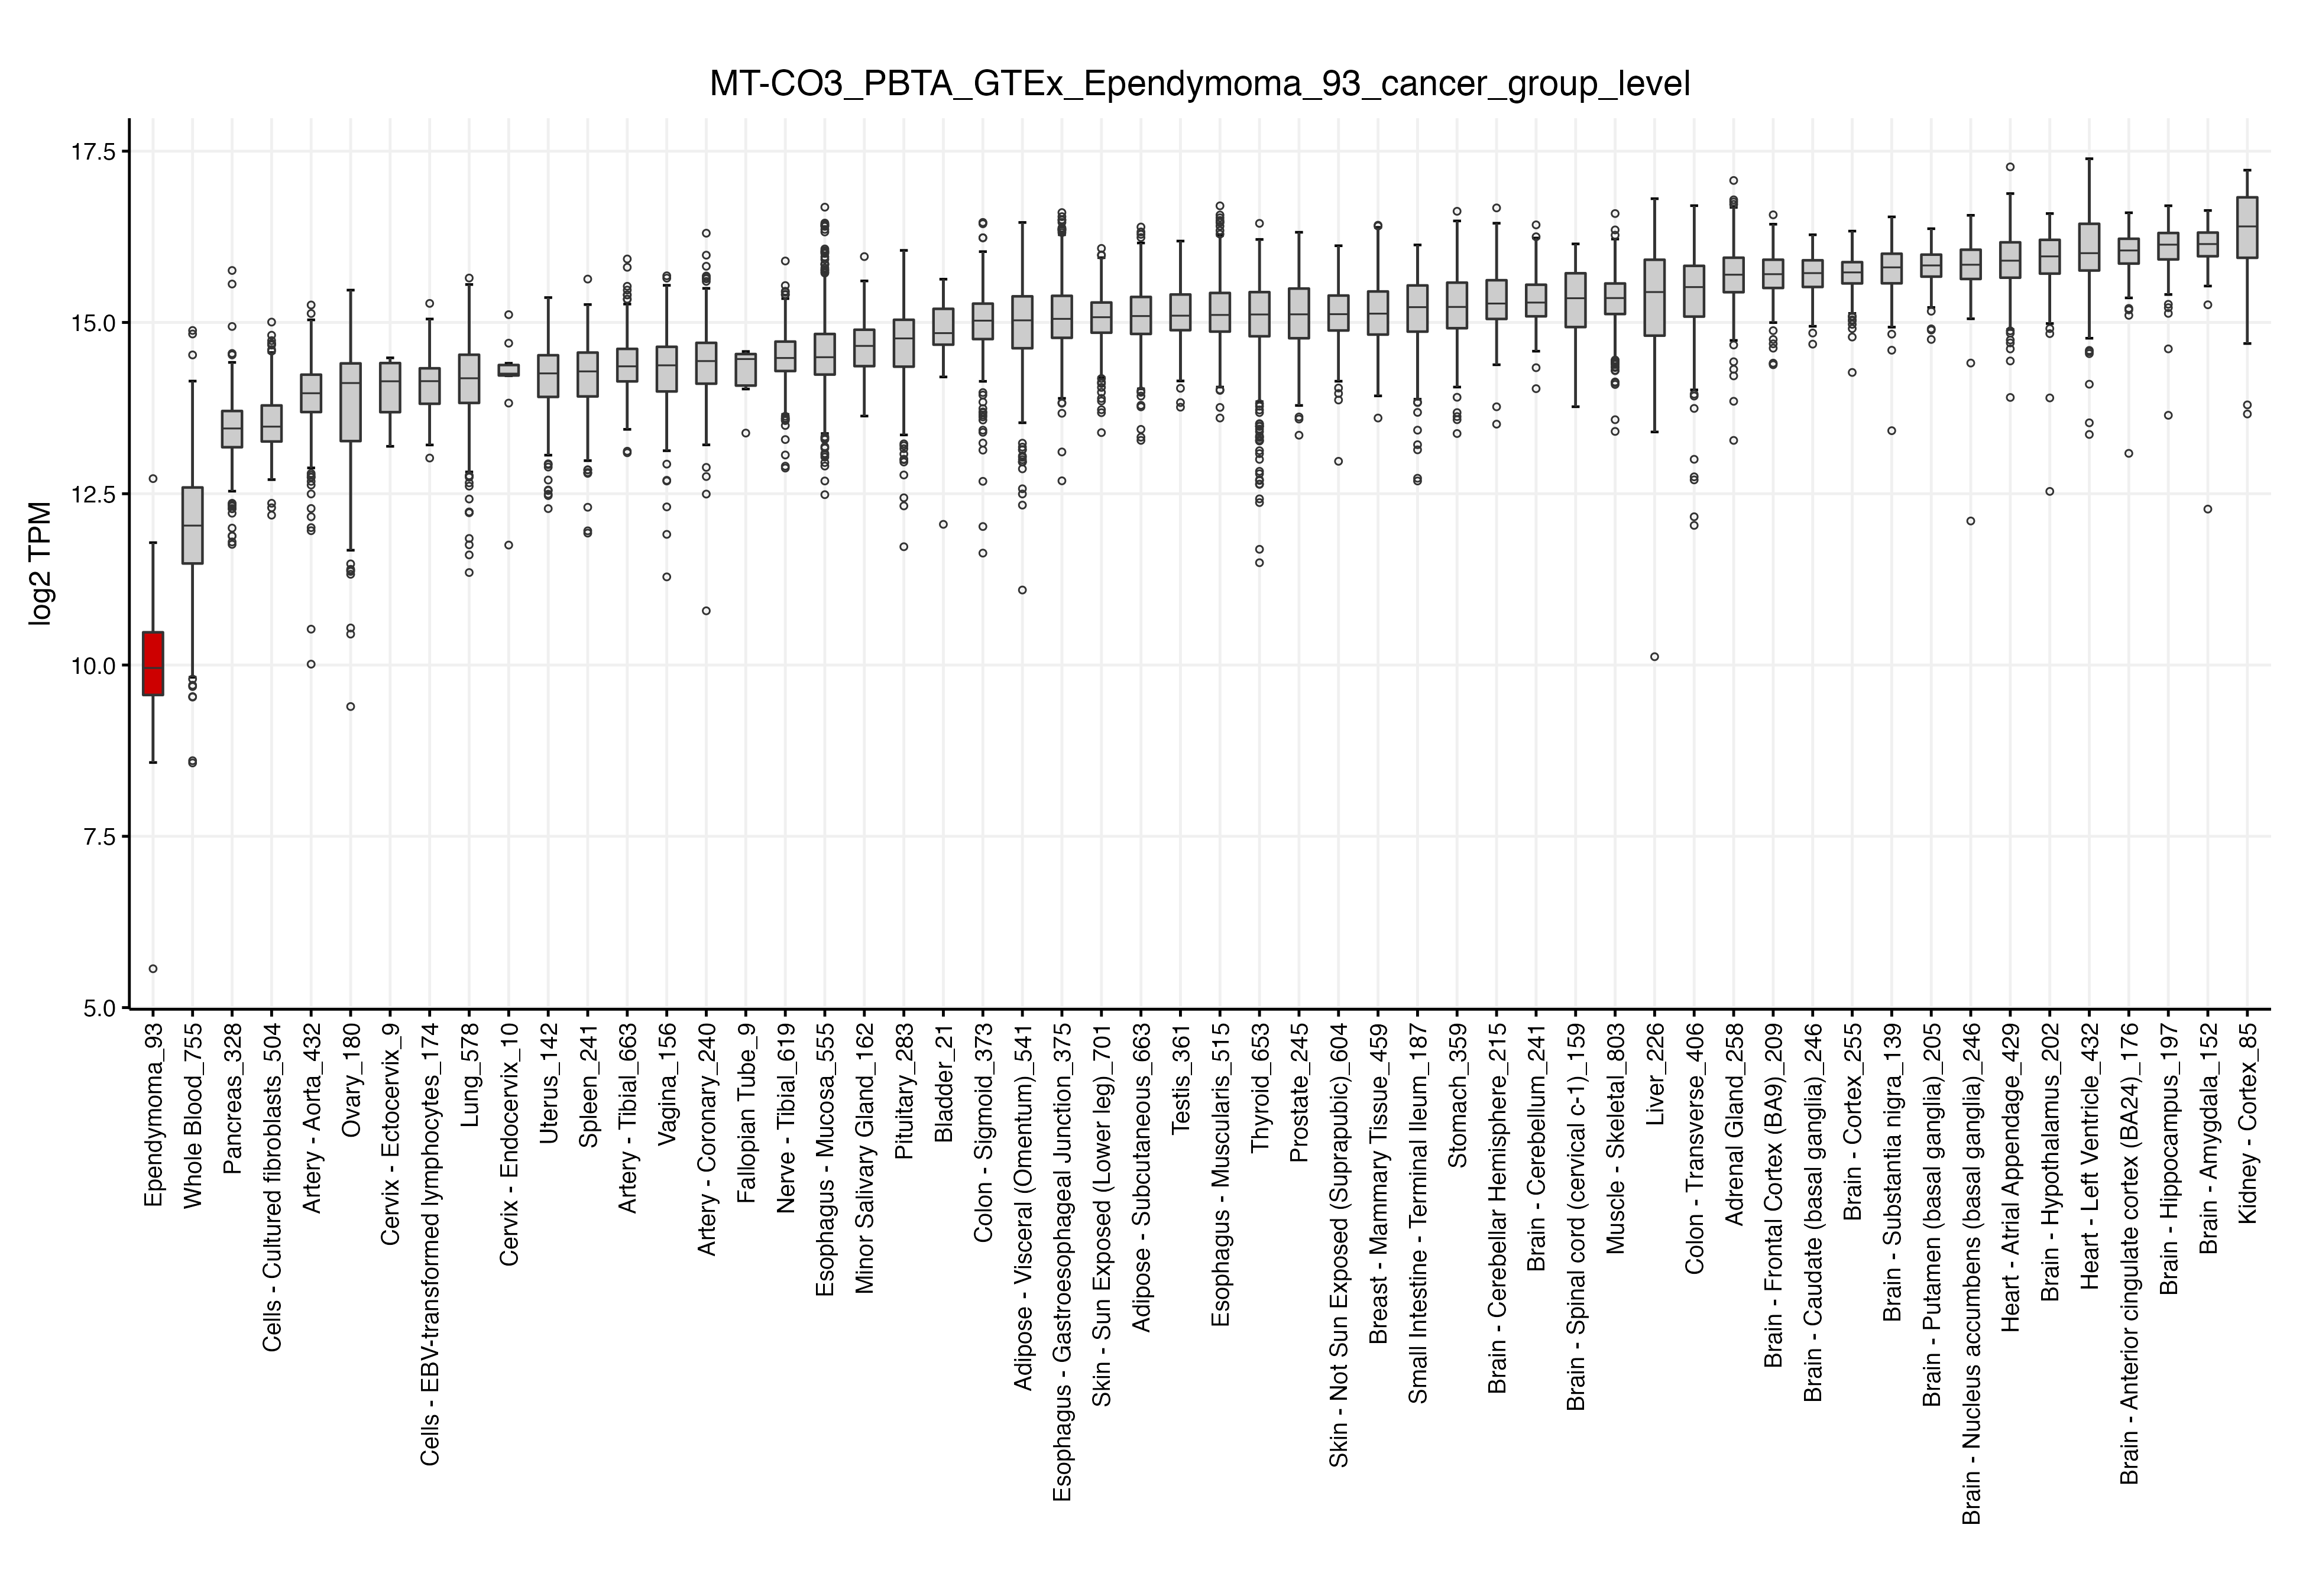 MT-CO3_PBTA_GTEx_Ependymoma_93_cancer_group_level
log2 TPM
17.5
15.0
12.5
10.0
7.5
5.0
Ependymoma_93
Whole Blood_755
Pancreas_328
Cells - Cultured fibroblasts_504
Artery - Aorta_432
Ovary_180
Cervix - Ectocervix_9
Cells - EBV-transformed lymphocytes_174
Lung_578
Cervix - Endocervix_10
Uterus_142
Spleen_241
Artery - Tibial_663
Vagina_156
Artery - Coronary_240
Fallopian Tube_9
Nerve - Tibial_619
Esophagus - Mucosa_555
Minor Salivary Gland_162
Pituitary_283
Bladder_21
Colon - Sigmoid_373
Adipose - Visceral (Omentum)_541
Esophagus - Gastroesophageal Junction_375
Skin - Sun Exposed (Lower leg)_701
Adipose - Subcutaneous_663
Testis_361
Esophagus - Muscularis_515
Thyroid_653
Prostate_245
Skin - Not Sun Exposed (Suprapubic)_604
Breast - Mammary Tissue_459
Small Intestine - Terminal Ileum_187
Stomach_359
Brain - Cerebellar Hemisphere_215
Brain - Cerebellum_241
Brain - Spinal cord (cervical c-1)_159
Muscle - Skeletal_803
Liver_226
Colon - Transverse_406
Adrenal Gland_258
Brain - Frontal Cortex (BA9)_209
Brain - Caudate (basal ganglia)_246
Brain - Cortex_255
Brain - Substantia nigra_139
Brain - Putamen (basal ganglia)_205
Brain - Nucleus accumbens (basal ganglia)_246
Heart - Atrial Appendage_429
Brain - Hypothalamus_202
Heart - Left Ventricle_432
Brain - Anterior cingulate cortex (BA24)_176
Brain - Hippocampus_197
Brain - Amygdala_152
Kidney - Cortex_85